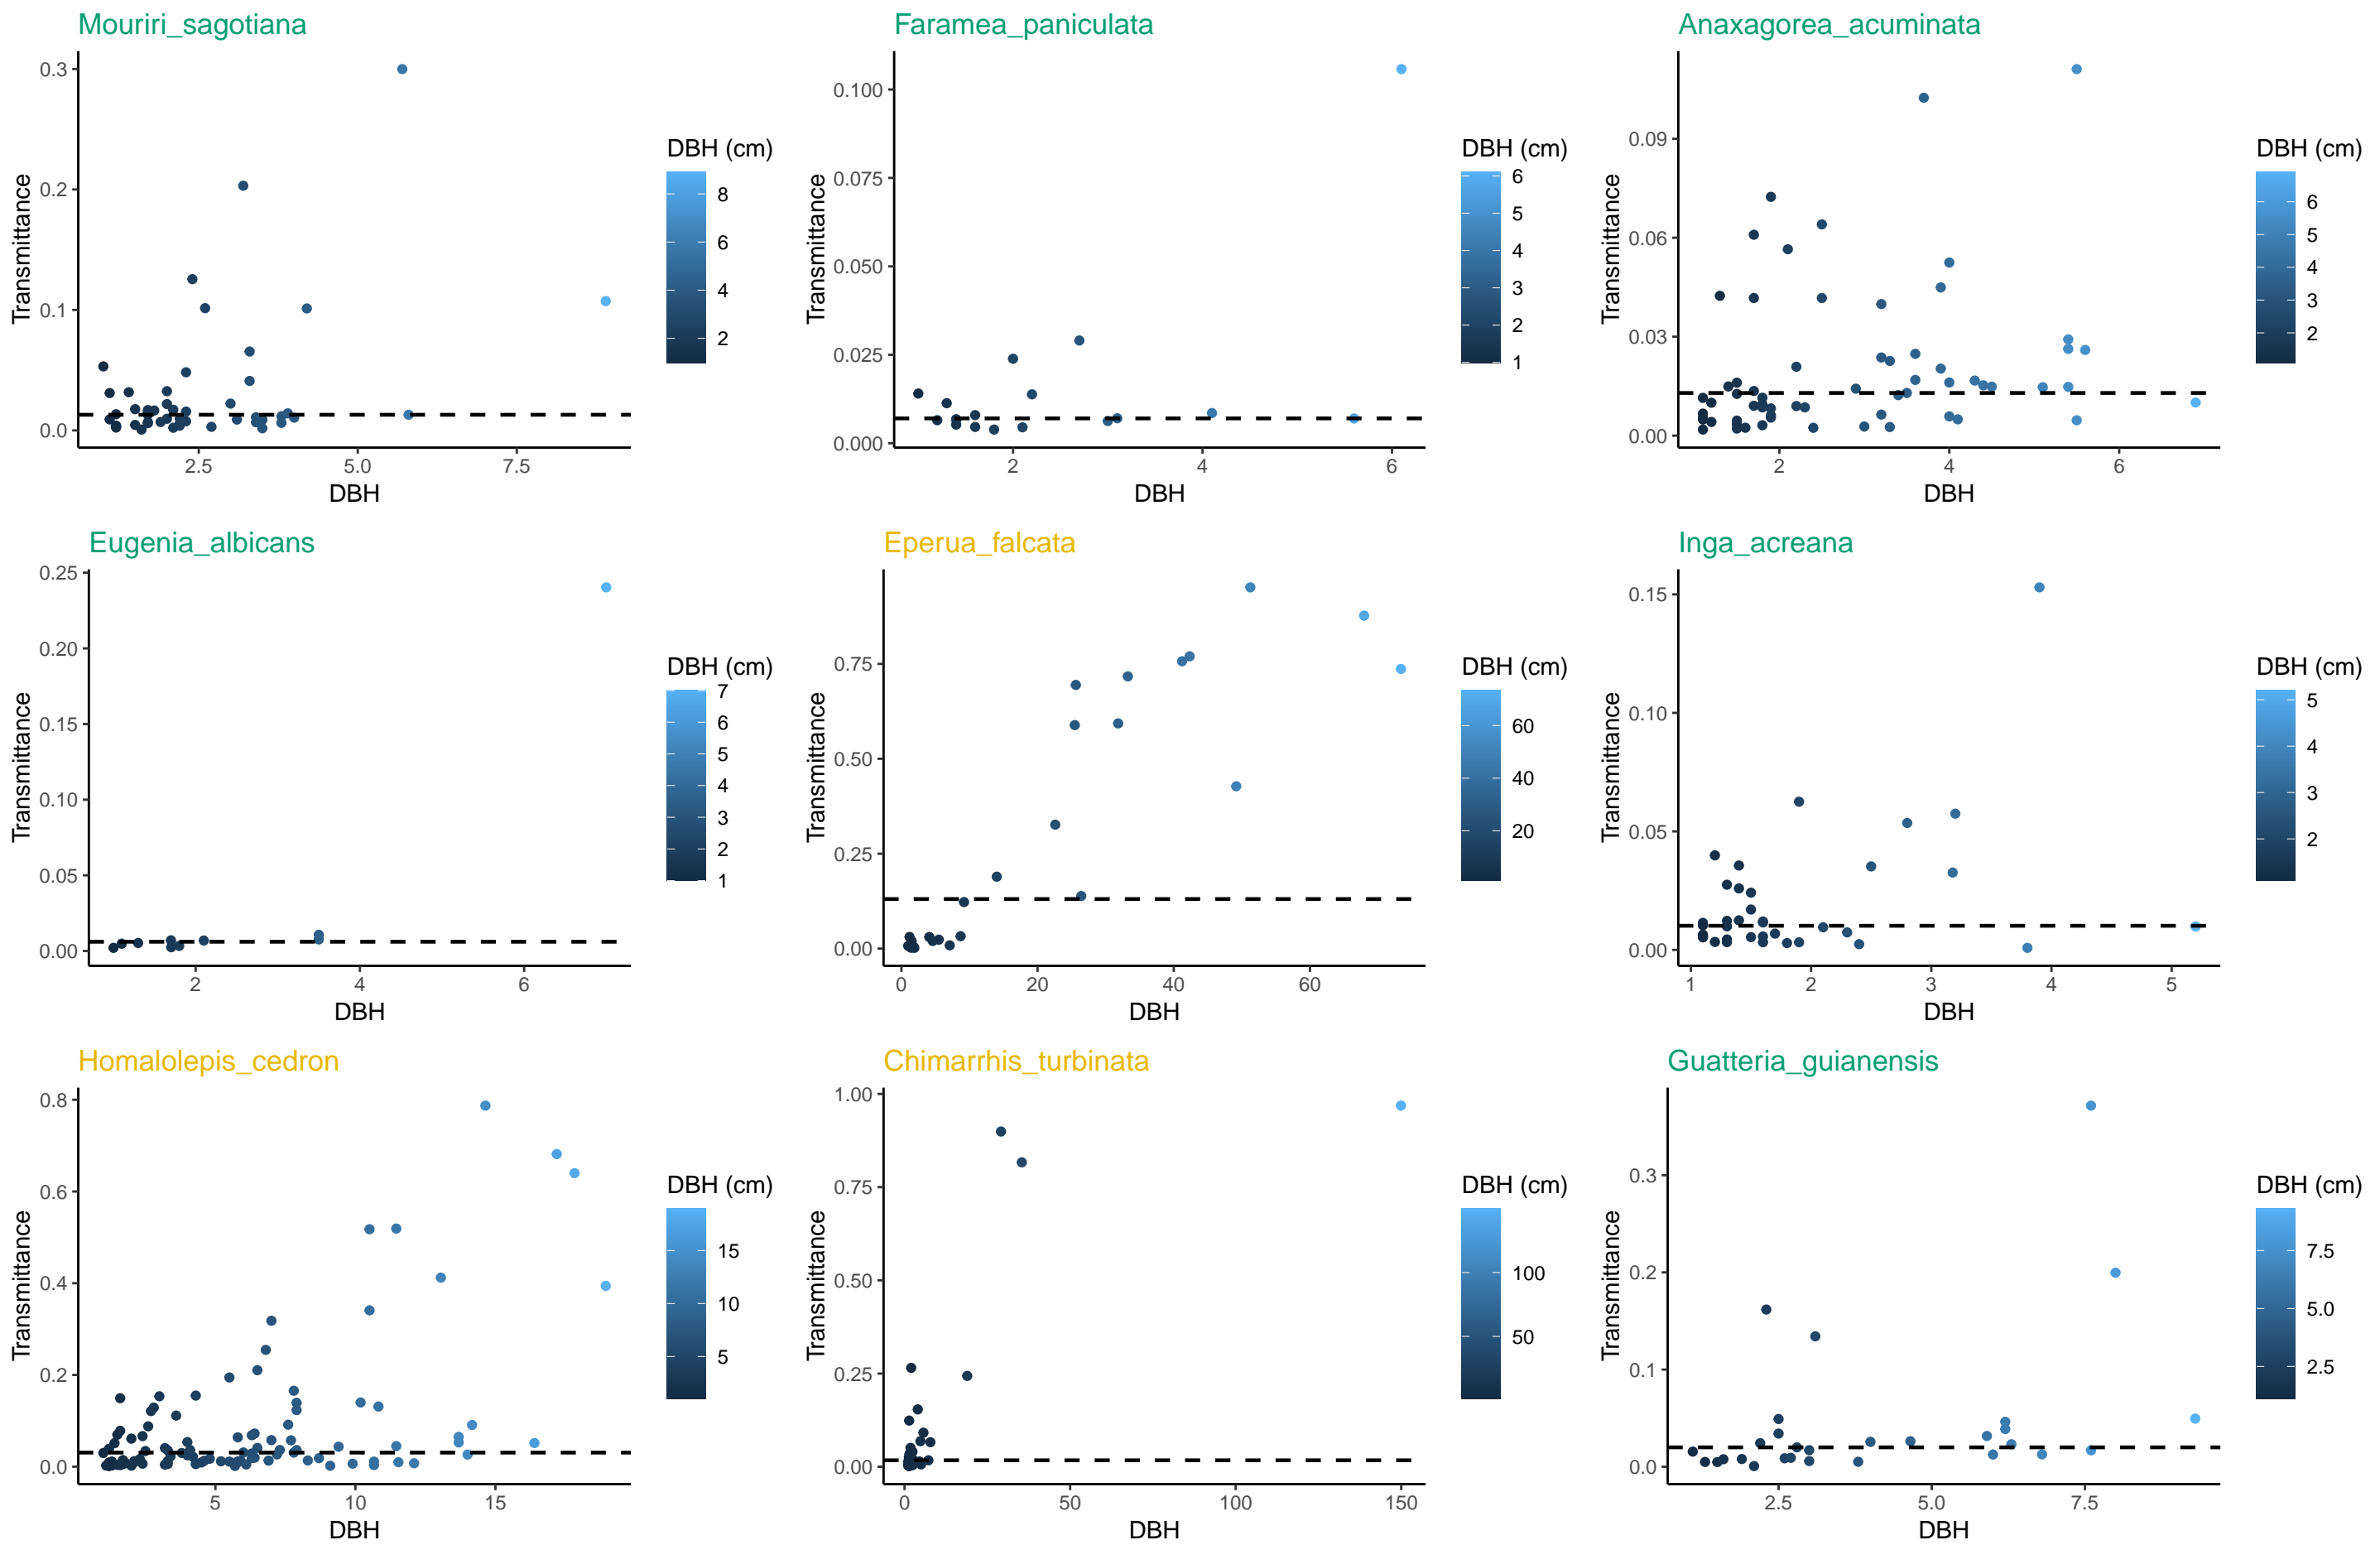 Mouriri_sagotiana
Transmittance
0.3
0.2
0.1
0.0
2.5 5.0 7.5
DBH
DBH (cm)
8
6
4
2
Faramea_paniculata
Transmittance
0.100
0.075
0.050
0.025
0.000
2 4 6
DBH
DBH (cm)
6
5
4
3
2
1
Anaxagorea_acuminata
Transmittance
0.09
0.06
0.03
0.00
2 4 6
DBH
DBH (cm)
6
5
4
3
2
Eugenia_albicans
Transmittance
0.25
0.20
0.15
0.10
0.05
0.00
2 4 6
DBH
DBH (cm)
7
6
5
4
3
2
1
Eperua_falcata
Transmittance
0.75
0.50
0.25
0.00
0 20 40 60
DBH
DBH (cm)
60
40
20
Inga_acreana
Transmittance
0.15
0.10
0.05
0.00
1 2 3 4 5
DBH
DBH (cm)
5
4
3
2
Homalolepis_cedron
Transmittance
0.8
0.6
0.4
0.2
0.0
5 10 15
DBH
DBH (cm)
15
10
5
Chimarrhis_turbinata
Transmittance
1.00
0.75
0.50
0.25
0.00
0 50 100 150
DBH
DBH (cm)
100
50
Guatteria_guianensis
Transmittance
0.3
0.2
0.1
0.0
2.5 5.0 7.5
DBH
DBH (cm)
7.5
5.0
2.5